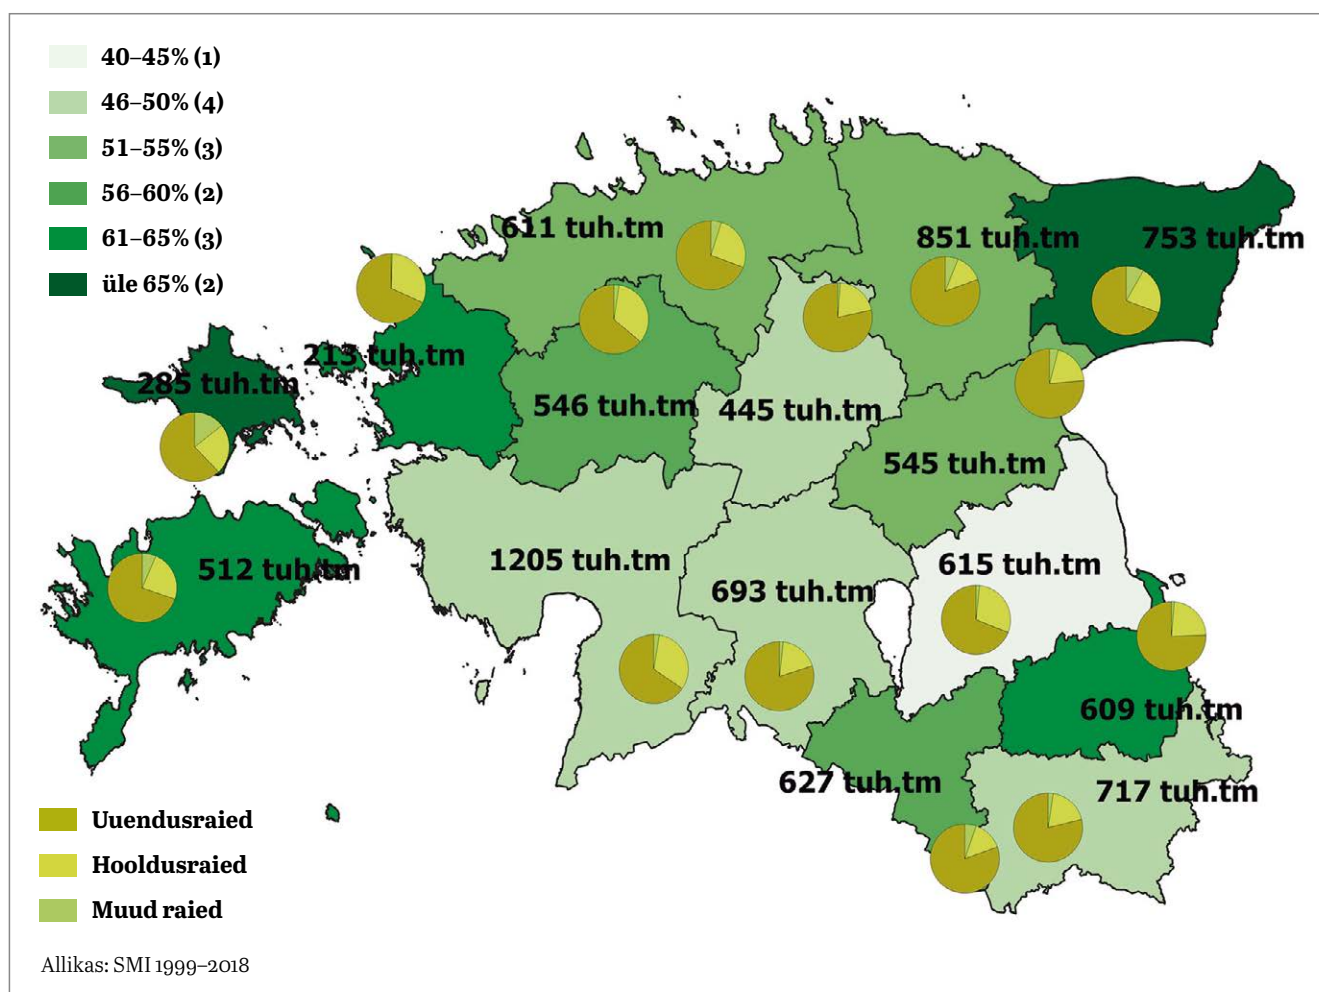 40–45% (1)
46–50% (4)
51–55% (3)
56–60% (2)
61–65% (3)
üle 65% (2)
611 tuh.tm
851 tuh.tm
753 tuh.tm
213 tuh.tm
285 tuh.tm
546 tuh.tm
445 tuh.tm
545 tuh.tm
512 tuh.tm
1205 tuh.tm
693 tuh.tm
615 tuh.tm
609 tuh.tm
627 tuh.tm
717 tuh.tm
Uuendusraied
Hooldusraied
Muud raied
Allikas: SMI 1999–2018